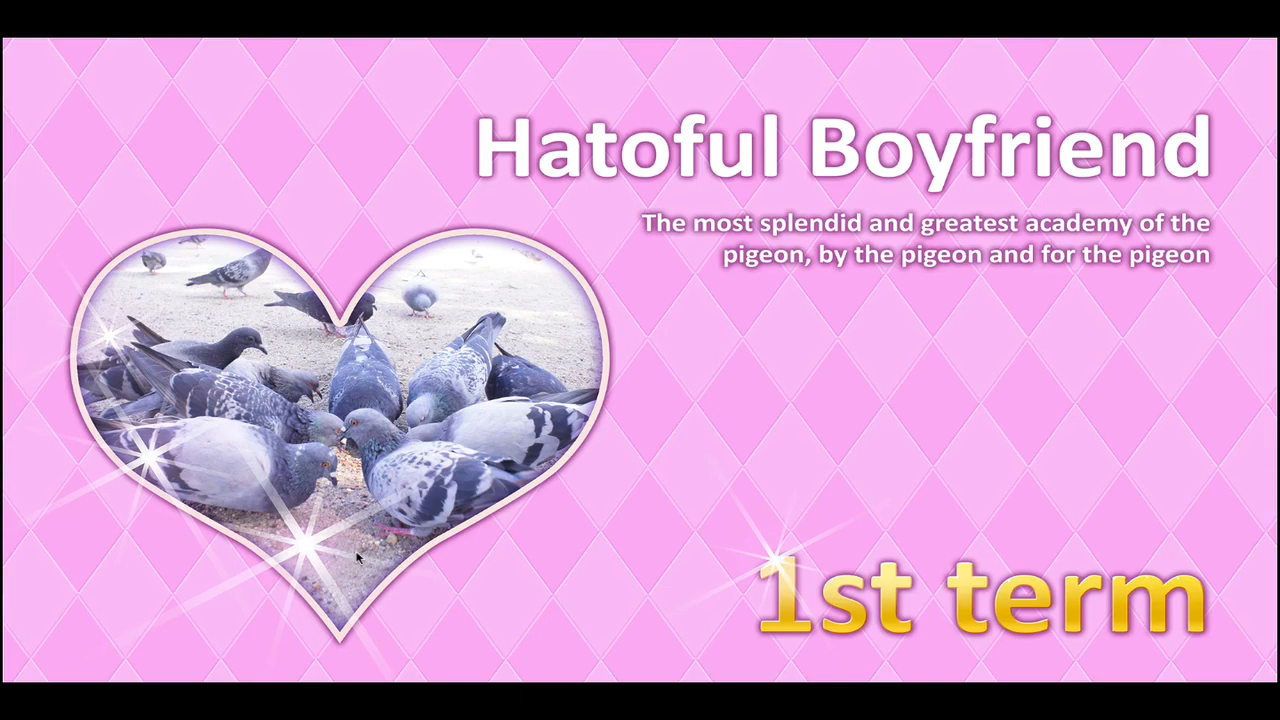 Hatoful Boyfriend
The most splendid and greatest academy of the
pigeon, by the pigeon and for the pigeon
1st term